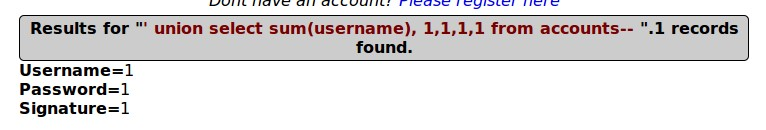 Dont have an account? Please register here
Results for "' union select sum(username), 1,1,1,1 from accounts-- ".1 records
found.
Username=1
Password=1
Signature=1